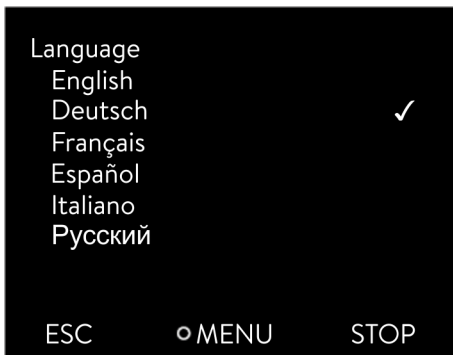 Language
English
Deutsch ✓
Français
Español
Italiano
Русский
ESC MENU STOP